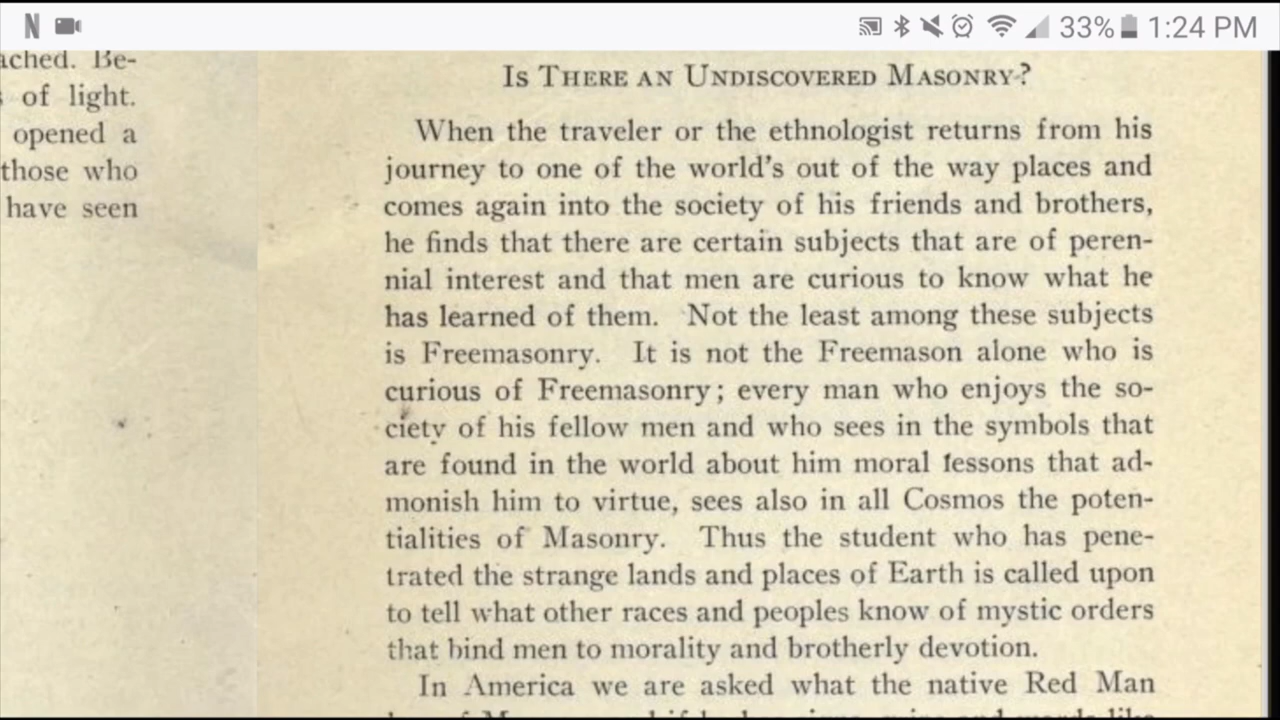 N 33% 1:24 PM
ached. Be-
of light.
opened a
those who
have seen
Is There an Undiscovered Masonry?
When the traveler or the ethnologist returns from his
journey to one of the world's out of the way places and
comes again into the society of his friends and brothers,
he finds that there are certain subjects that are of peren-
nial interest and that men are curious to know what he
has learned of them. Not the least among these subjects
is Freemasonry. It is not the Freemason alone who is
curious of Freemasonry; every man who enjoys the so-
ciety of his fellow men and who sees in the symbols that
are found in the world about him moral lessons that ad-
monish him to virtue, sees also in all Cosmos the poten-
tialities of Masonry. Thus the student who has pene-
trated the strange lands and places of Earth is called upon
to tell what other races and peoples know of mystic orders
that bind men to morality and brotherly devotion.
In America we are asked what the native Red Man